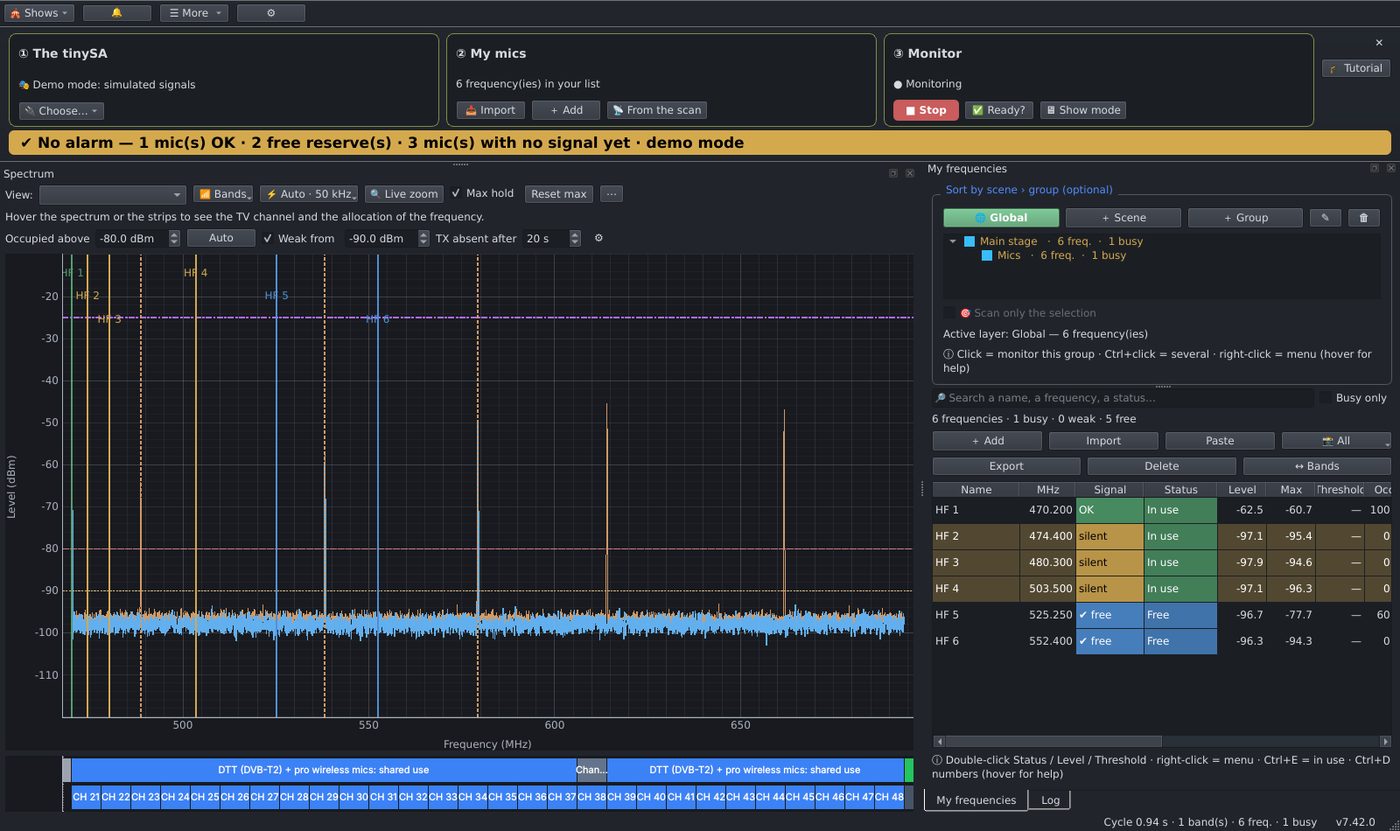 Shows
More
① The tinySA
Demo mode: simulated signals
Choose...
② My mics
6 frequency(ies) in your list
Import
+ Add
From the scan
③ Monitor
Monitoring
Stop
Ready?
Show mode
Tutorial
✔ No alarm — 1 mic(s) OK · 2 free reserve(s) · 3 mic(s) with no signal yet · demo mode
Spectrum
View:
Bands
Auto · 50 kHz
Live zoom
Max hold
Reset max
...
Hover the spectrum or the strips to see the TV channel and the allocation of the frequency.
Occupied above -80.0 dBm
Auto
Weak from -90.0 dBm
TX absent after 20 s
HF 1
HF 2
HF 3
HF 4
HF 5
HF 6
Level (dBm)
-20
-30
-40
-50
-60
-70
-80
-90
-100
-110
500 550 600 650
Frequency (MHz)
DTT (DVB-T2) + pro wireless mics: shared use Chan... DTT (DVB-T2) + pro wireless mics: shared use
CH 21 CH 22 CH 23 CH 24 CH 25 CH 26 CH 27 CH 28 CH 29 CH 30 CH 31 CH 32 CH 33 CH 34 CH 35 CH 36 CH 37 CH 38 CH 39 CH 40 CH 41 CH 42 CH 43 CH 44 CH 45 CH 46 CH 47 CH 48
My frequencies
Sort by scene › group (optional)
Global
+ Scene
+ Group
Main stage · 6 freq. · 1 busy
Mics · 6 freq. · 1 busy
Scan only the selection
Active layer: Global — 6 frequency(ies)
ⓘ Click = monitor this group · Ctrl+click = several · right-click = menu (hover for
help)
Search a name, a frequency, a status...
Busy only
6 frequencies · 1 busy · 0 weak · 5 free
+ Add
Import
Paste
All
Export
Delete
↔ Bands
Name MHz Signal Status Level Max Threshold Occ
HF 1 470.200 OK In use -62.5 -60.7 — 100
HF 2 474.400 silent In use -97.1 -95.4 — 0
HF 3 480.300 silent In use -97.9 -94.6 — 0
HF 4 503.500 silent In use -97.1 -96.3 — 0
HF 5 525.250 ✔ free Free -96.7 -77.7 — 60
HF 6 552.400 ✔ free Free -96.3 -94.3 — 0
ⓘ Double-click Status / Level / Threshold · right-click = menu · Ctrl+E = in use · Ctrl+D
numbers (hover for help)
My frequencies
Log
Cycle 0.94 s · 1 band(s) · 6 freq. · 1 busy v7.42.0